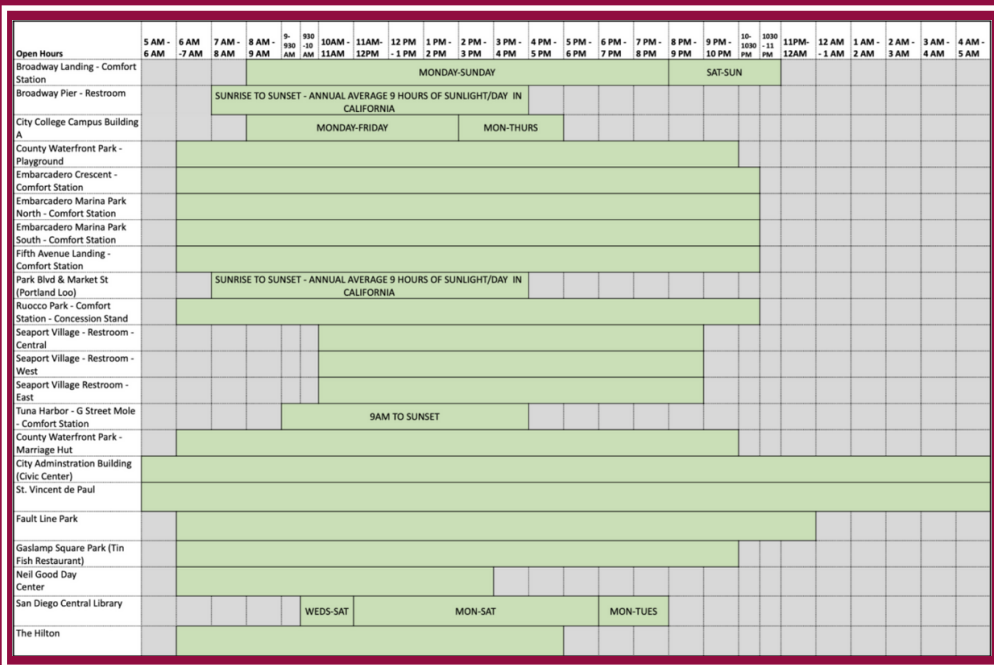 Open Hours
5 AM - 6 AM
6 AM -7 AM
7 AM - 8 AM
8 AM - 9 AM
9- 930 AM
930 -10 AM
10AM - 11AM
11AM- 12PM
12 PM - 1 PM
1 PM - 2 PM
2 PM - 3 PM
3 PM - 4 PM
4 PM - 5 PM
5 PM - 6 PM
6 PM - 7 PM
7 PM - 8 PM
8 PM - 9 PM
9 PM - 10 PM
10- 1030 PM
1030 - 11 PM
11PM- 12AM
12 AM - 1 AM
1 AM - 2 AM
2 AM - 3 AM
3 AM - 4 AM
4 AM - 5 AM
Broadway Landing - Comfort
Station
MONDAY-SUNDAY
SAT-SUN
Broadway Pier - Restroom
SUNRISE TO SUNSET - ANNUAL AVERAGE 9 HOURS OF SUNLIGHT/DAY IN
CALIFORNIA
City College Campus Building
A
MONDAY-FRIDAY
MON-THURS
County Waterfront Park -
Playground
Embarcadero Crescent -
Comfort Station
Embarcadero Marina Park
North - Comfort Station
Embarcadero Marina Park
South - Comfort Station
Fifth Avenue Landing -
Comfort Station
Park Blvd & Market St
(Portland Loo)
SUNRISE TO SUNSET - ANNUAL AVERAGE 9 HOURS OF SUNLIGHT/DAY IN
CALIFORNIA
Ruocco Park - Comfort
Station - Concession Stand
Seaport Village - Restroom -
Central
Seaport Village - Restroom -
West
Seaport Village Restroom -
East
Tuna Harbor - G Street Mole
- Comfort Station
9AM TO SUNSET
County Waterfront Park -
Marriage Hut
City Adminstration Building
(Civic Center)
St. Vincent de Paul
Fault Line Park
Gaslamp Square Park (Tin
Fish Restaurant)
Neil Good Day
Center
San Diego Central Library
WEDS-SAT
MON-SAT
MON-TUES
The Hilton